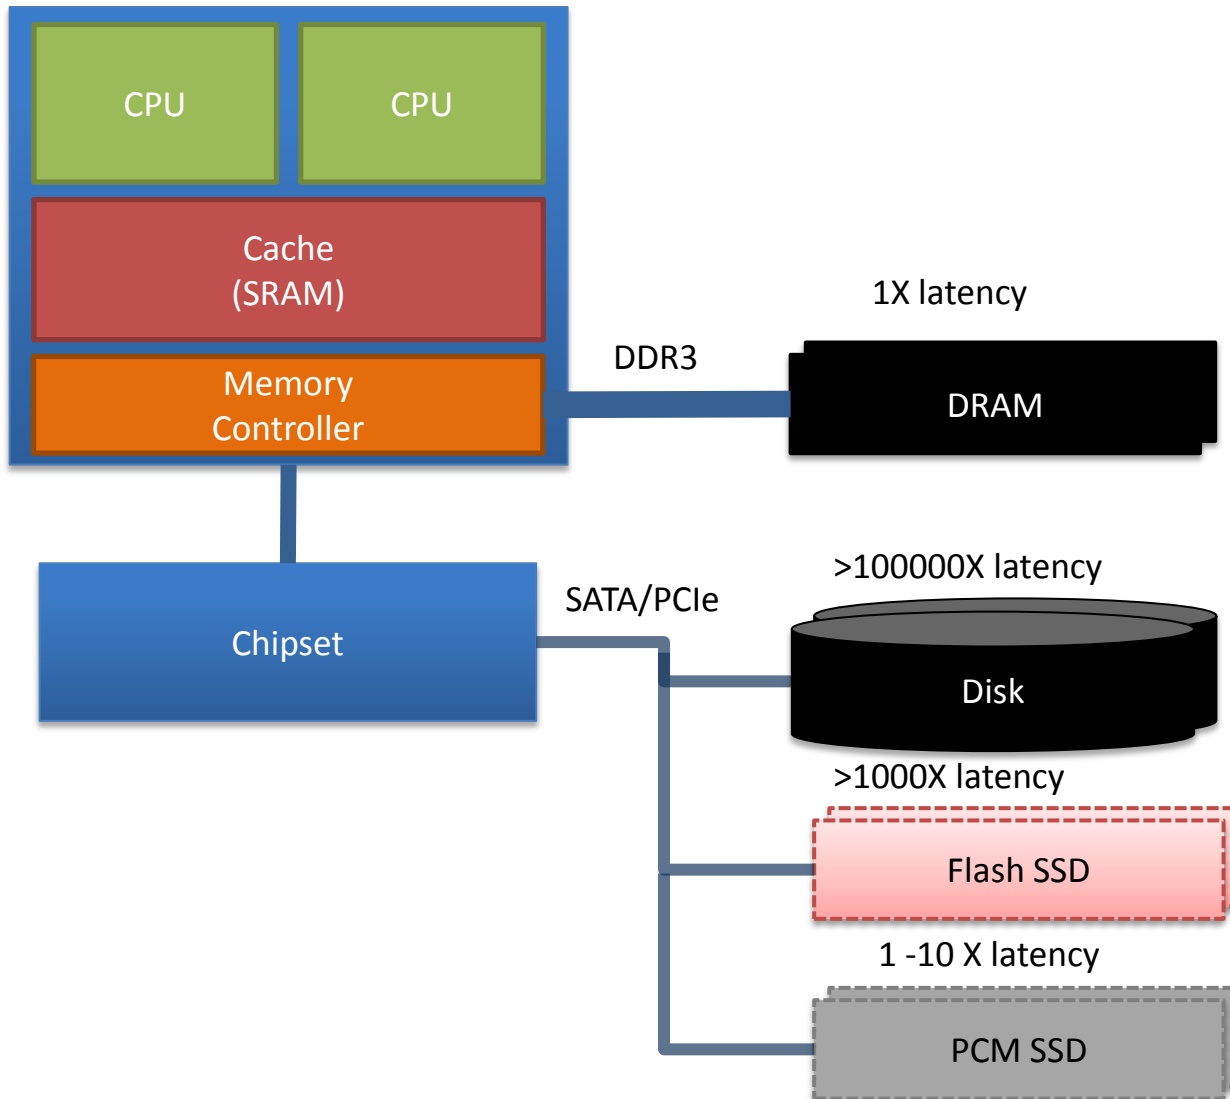 CPU
CPU
Cache
(SRAM)
Memory
Controller
1X latency
DDR3
DRAM
>100000X latency
SATA/PCIe
Chipset
Disk
>1000X latency
Flash SSD
1 -10 X latency
PCM SSD